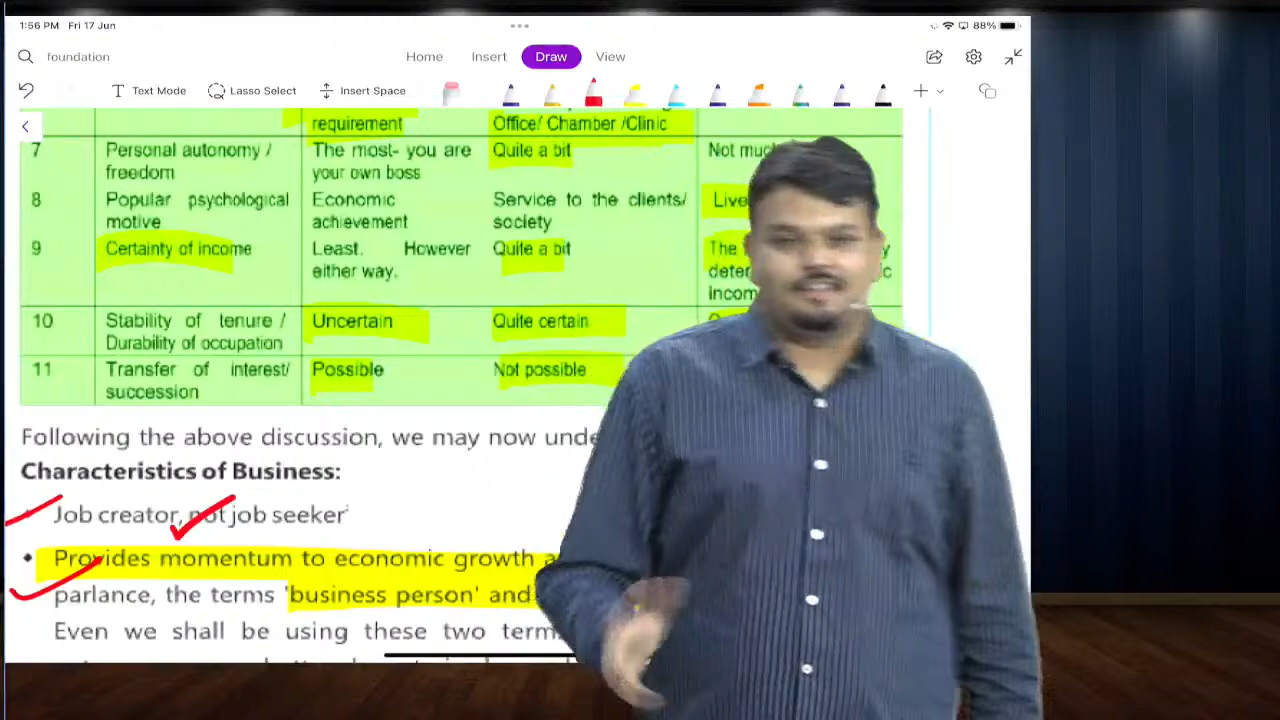 1:56 PM Fri 17 Jun
88%
foundation
Home Insert Draw View
Text Mode Lasso Select Insert Space
requirement Office/ Chamber /Clinic
7 Personal autonomy / The most- you are Quite a bit Not much
freedom your own boss
8 Popular psychological Economic Service to the clients/
motive achievement society
9 Certainty of income Least. However Quite a bit The
either way.
10 Stability of tenure / Uncertain Quite certain
Durability of occupation
11 Transfer of interest/ Possible Not possible
succession
Following the above discussion, we may now
Characteristics of Business:
Job creator, not job seeker
• Provides momentum to economic growth
parlance, the terms 'business person' and
Even we shall be using these two